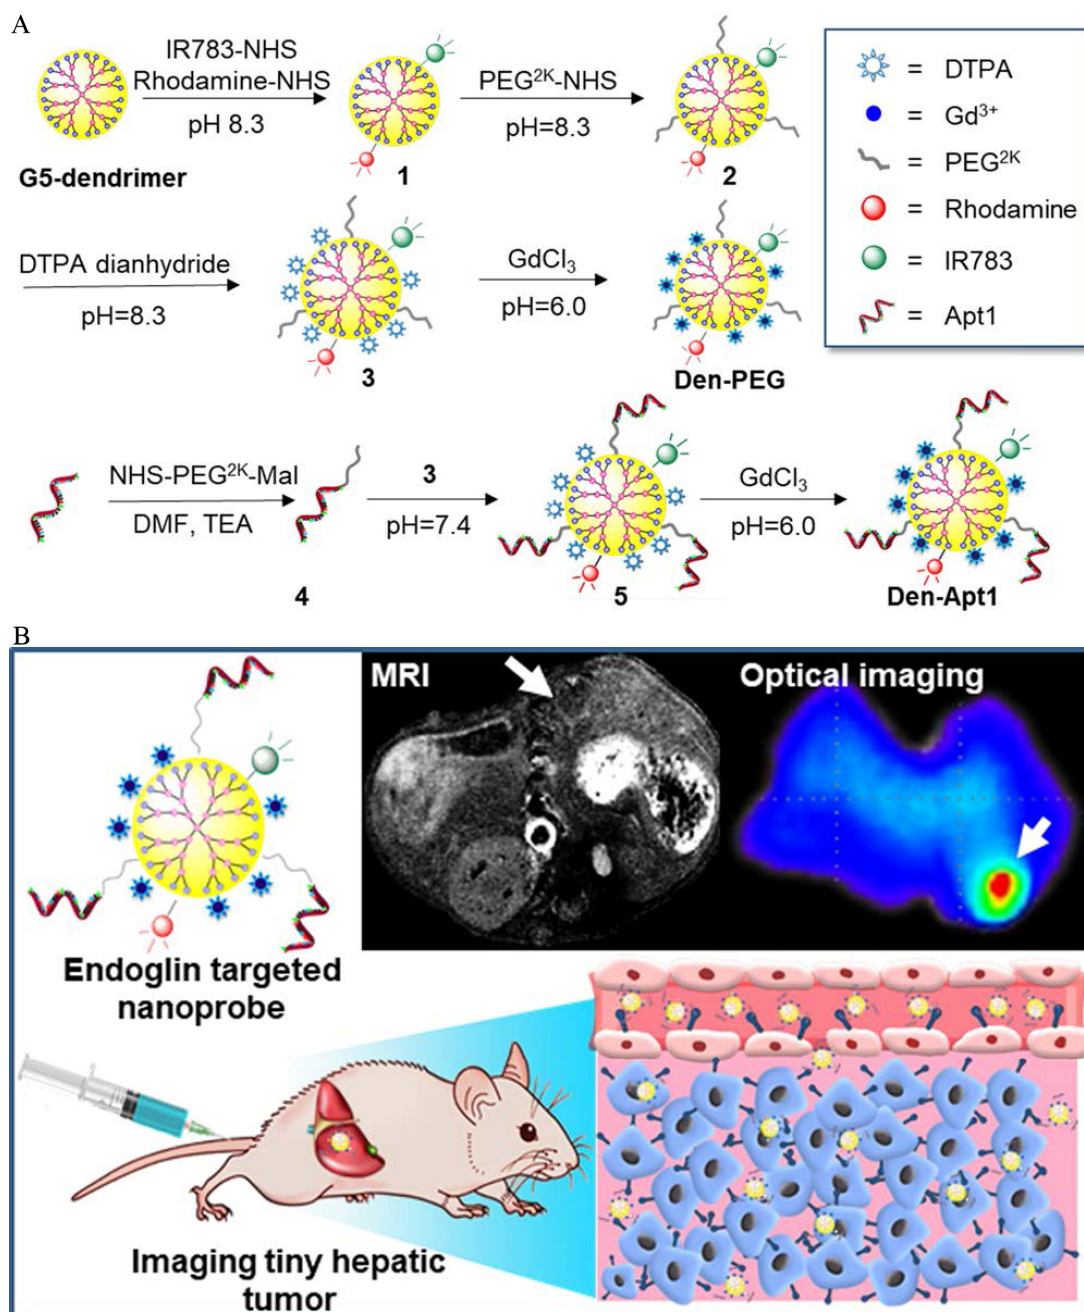 A
IR783-NHS
Rhodamine-NHS
pH 8.3
PEG²ᴷ-NHS
pH=8.3
G5-dendrimer
1
2
DTPA dianhydride
pH=8.3
GdCl₃
pH=6.0
3
Den-PEG
= DTPA
= Gd³⁺
= PEG²ᴷ
= Rhodamine
= IR783
= Apt1
NHS-PEG²ᴷ-Mal
DMF, TEA
3
pH=7.4
GdCl₃
pH=6.0
4
5
Den-Apt1
B
MRI
Optical imaging
Endoglin targeted
nanoprobe
Imaging tiny hepatic
tumor